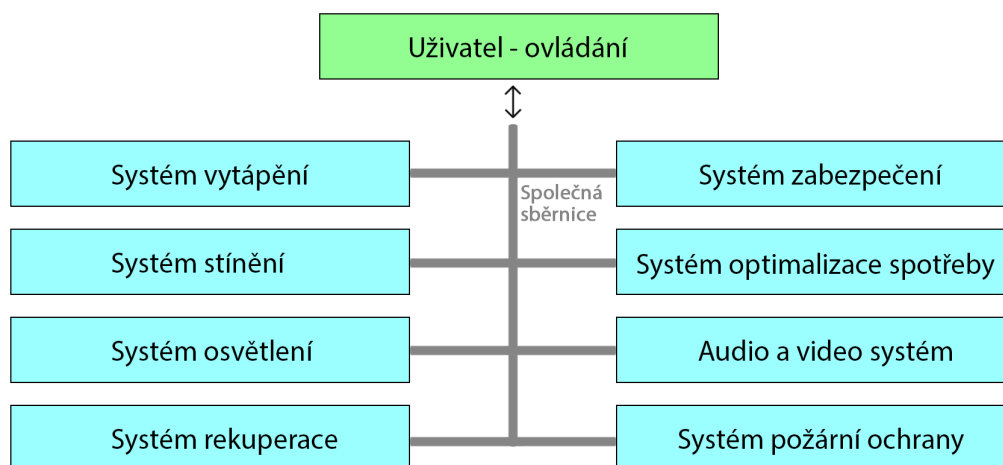 Uživatel - ovládání
Systém vytápění
Systém zabezpečení
Společná
sběrnice
Systém stínění
Systém optimalizace spotřeby
Systém osvětlení
Audio a video systém
Systém rekuperace
Systém požární ochrany